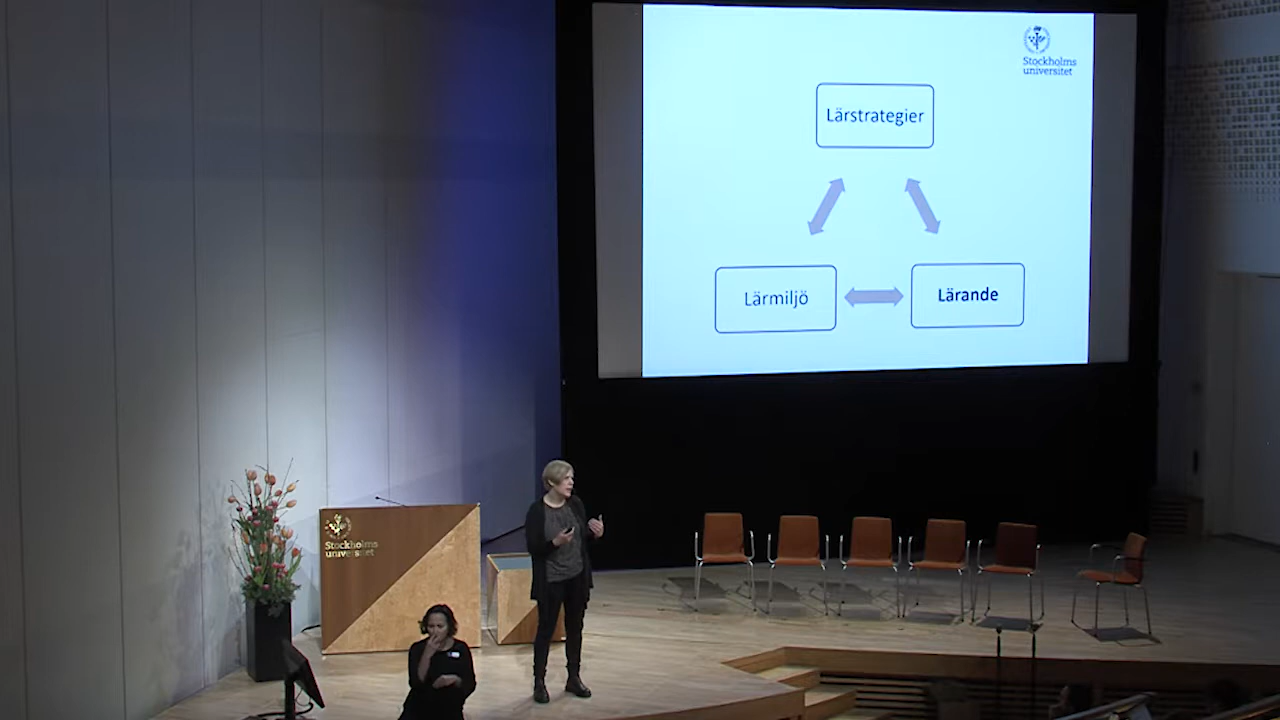 Stockholms
universitet
Lärstrategier
Lärmiljö
Lärande
Stockholms
universitet